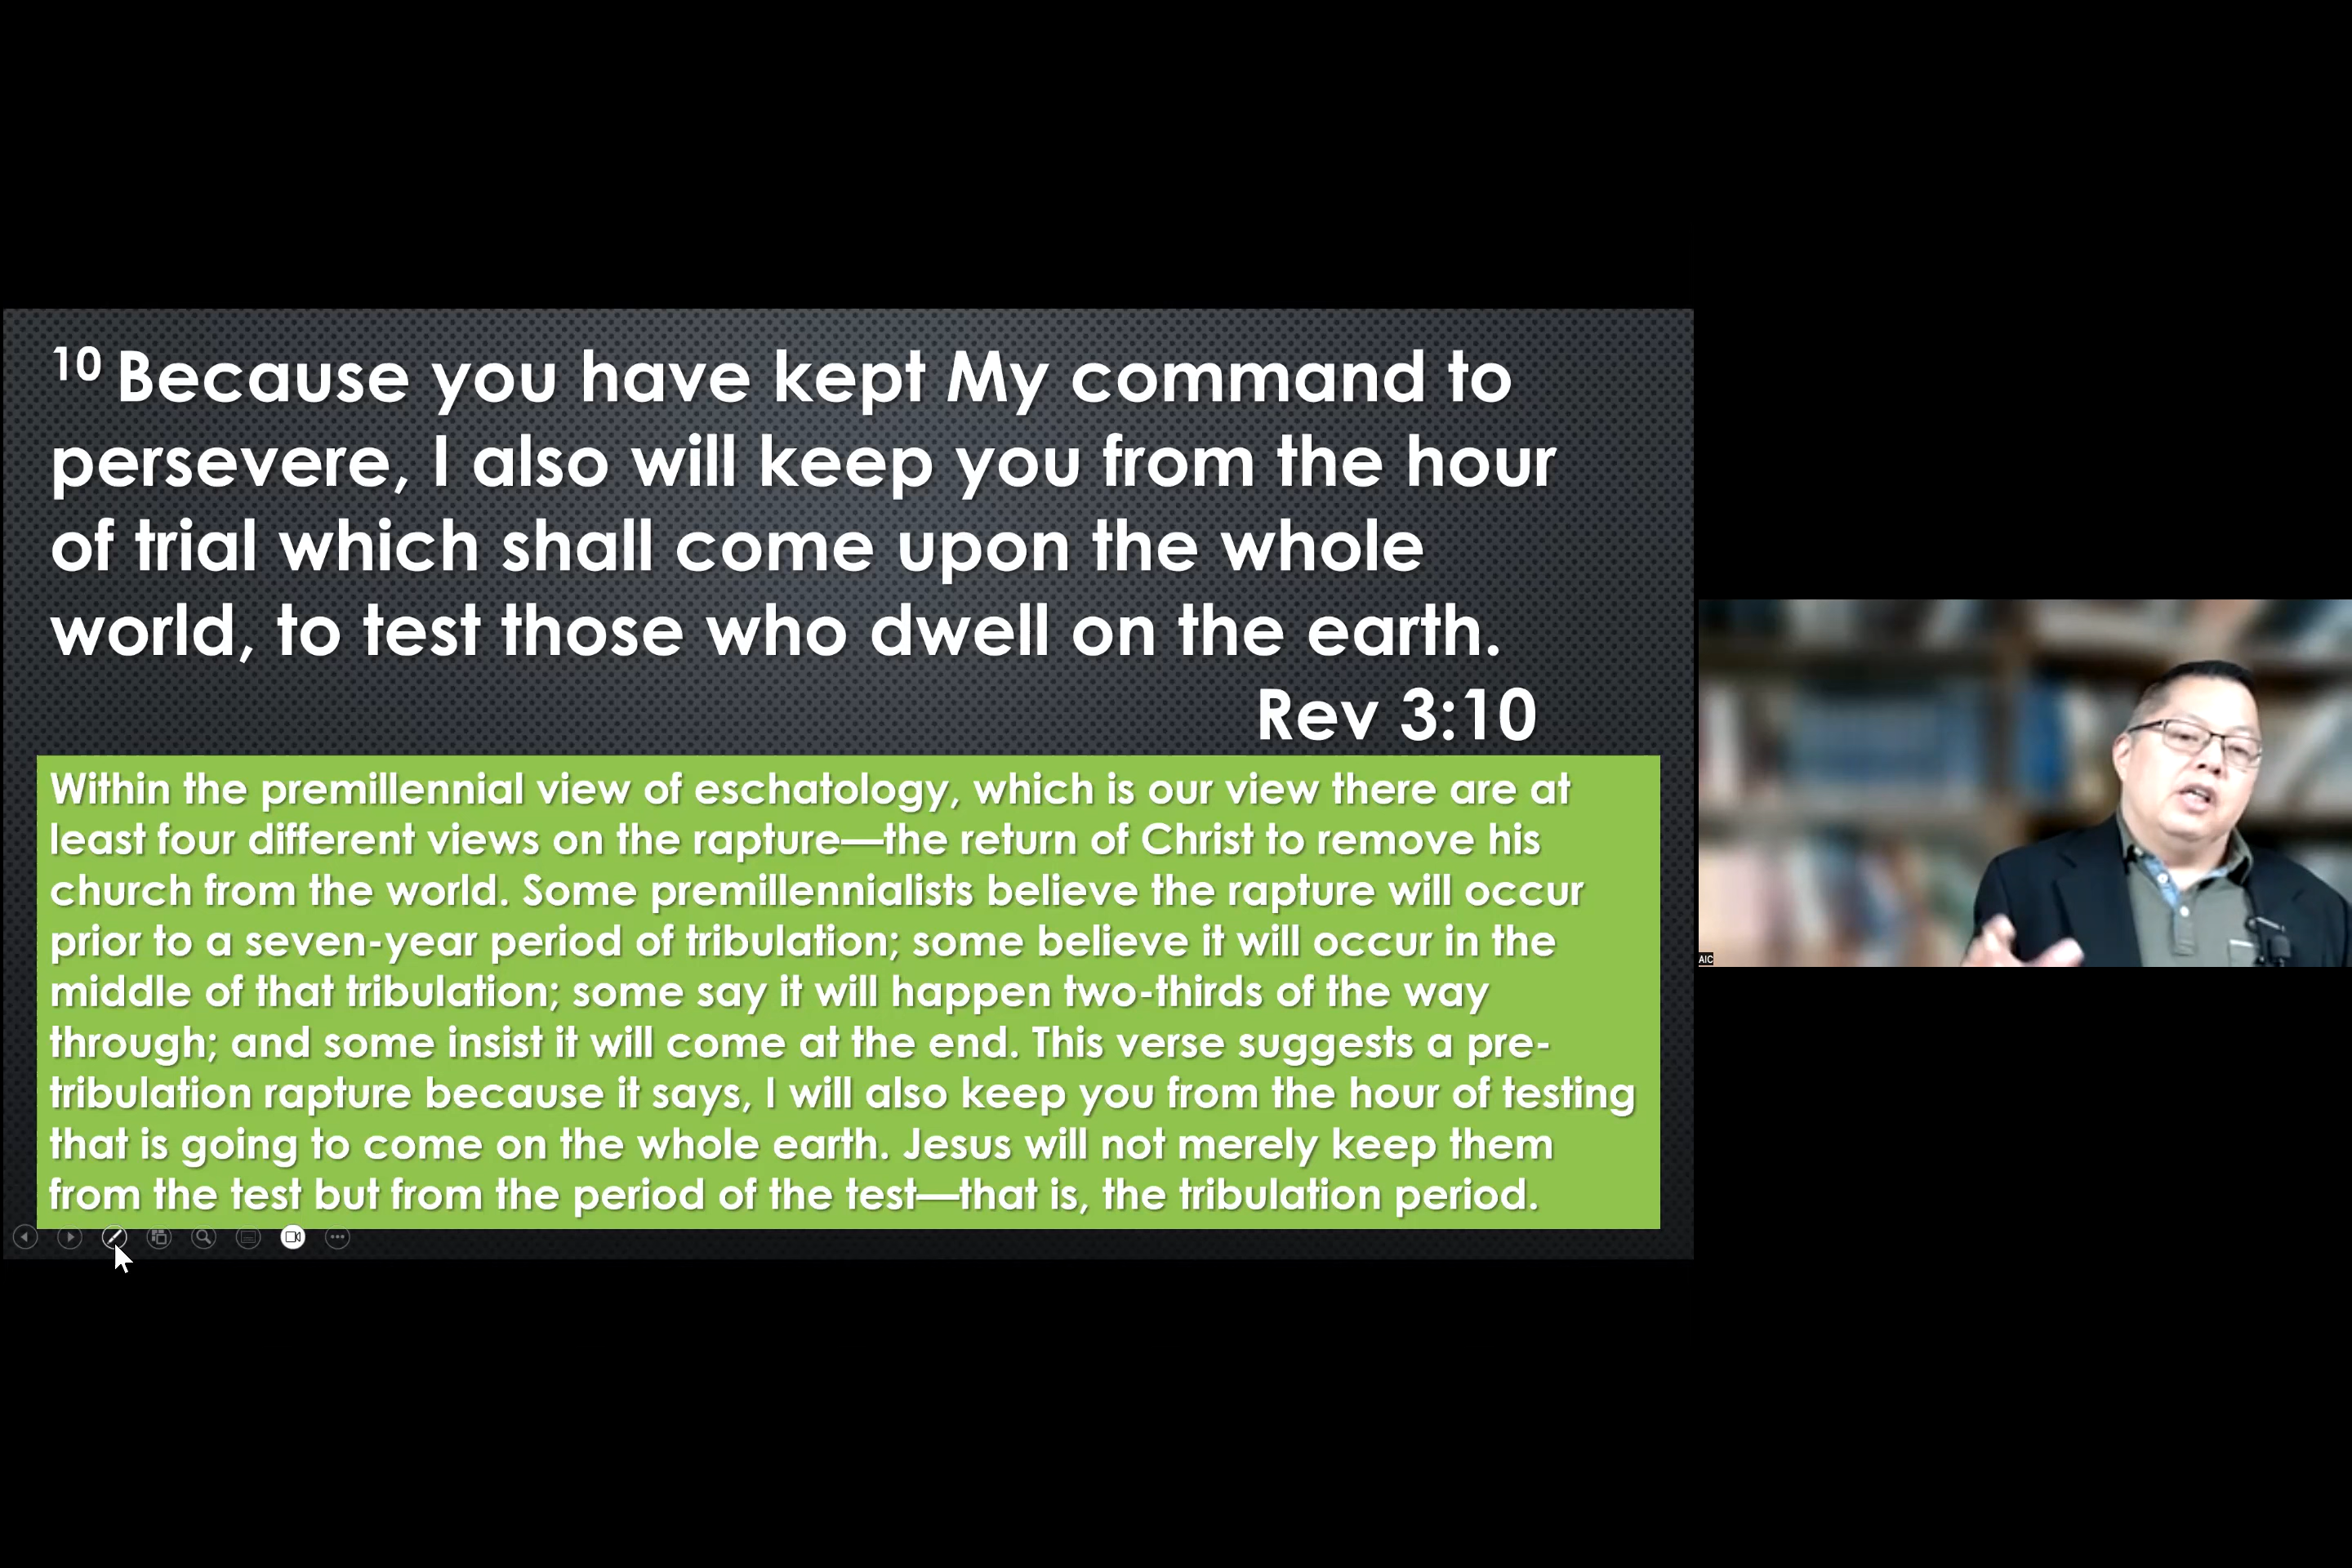 10 Because you have kept My command to
persevere, I also will keep you from the hour
of trial which shall come upon the whole
world, to test those who dwell on the earth.
Rev 3:10
Within the premillennial view of eschatology, which is our view there are at
least four different views on the rapture—the return of Christ to remove his
church from the world. Some premillennialists believe the rapture will occur
prior to a seven-year period of tribulation; some believe it will occur in the
middle of that tribulation; some say it will happen two-thirds of the way
through; and some insist it will come at the end. This verse suggests a pre-
tribulation rapture because it says, I will also keep you from the hour of testing
that is going to come on the whole earth. Jesus will not merely keep them
from the test but from the period of the test—that is, the tribulation period.
AIC